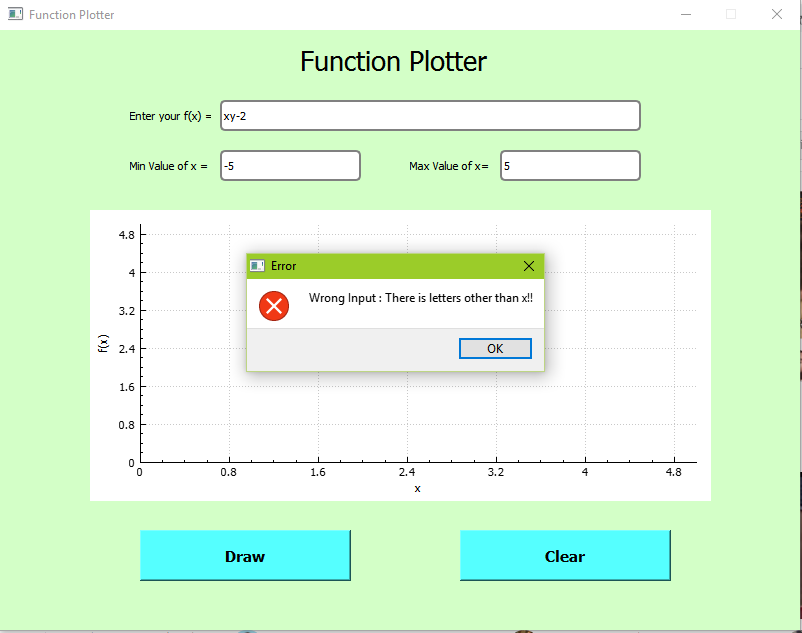 Function Plotter
Function Plotter
Enter your f(x) = xy-2
Min Value of x = -5 Max Value of x= 5
Error
Wrong Input : There is letters other than x!!
OK
4.8
4
3.2
2.4
1.6
0.8
0
f(x)
0 0.8 1.6 2.4 3.2 4 4.8
x
Draw Clear